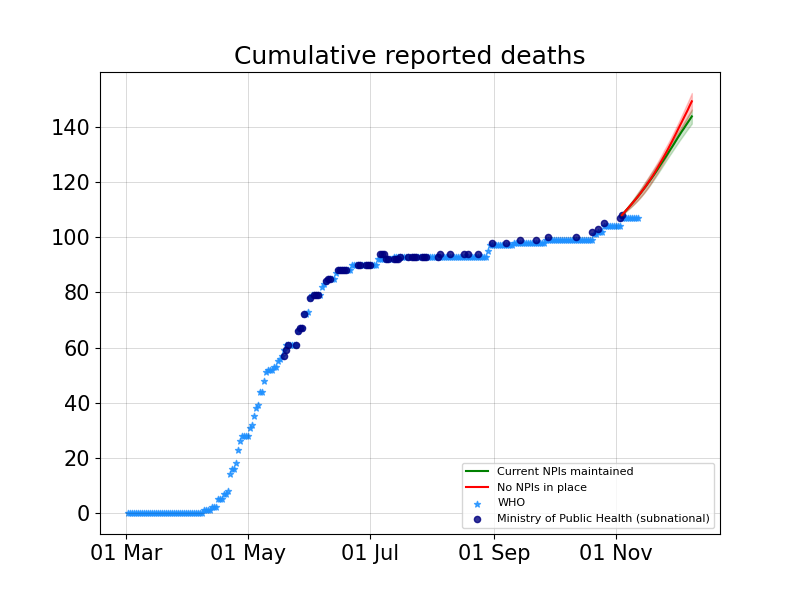 Cumulative reported deaths
140
120
100
80
60
40
20
0
01 Mar 01 May 01 Jul 01 Sep 01 Nov
Current NPIs maintained
No NPIs in place
WHO
Ministry of Public Health (subnational)